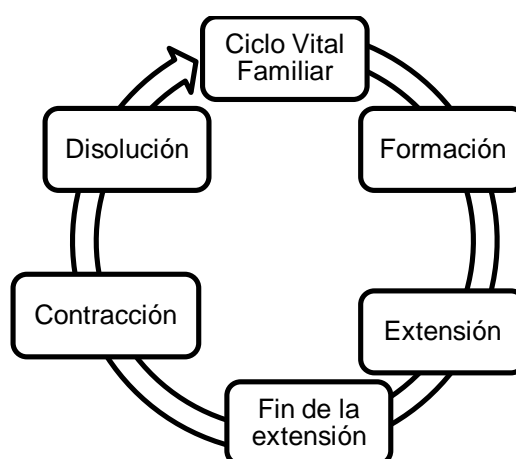 Ciclo Vital
Familiar
Formación
Extensión
Fin de la
extensión
Contracción
Disolución